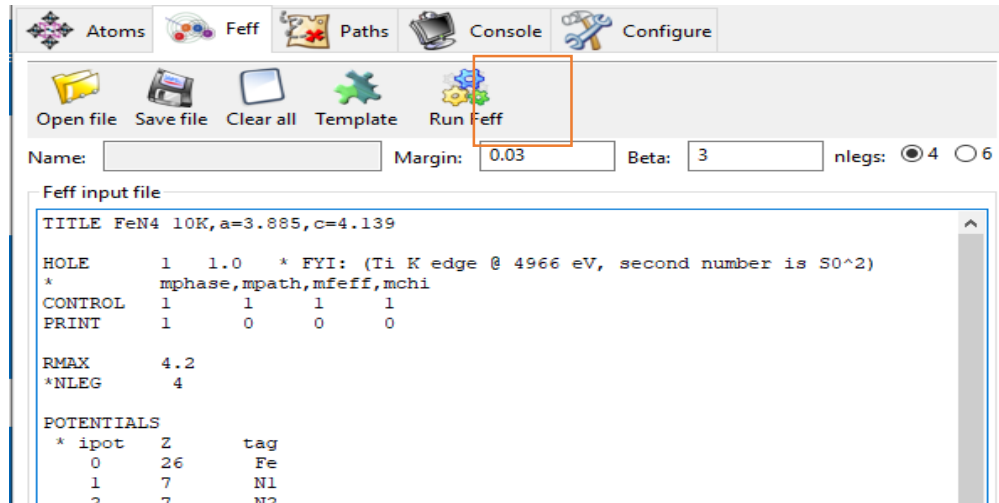 Atoms Feff Paths Console Configure
Open file Save file Clear all Template Run Feff
Name: Margin: 0.03 Beta: 3 nlegs: 4 6
Feff input file
TITLE FeN4 10K,a=3.885,c=4.139
HOLE 1 1.0 * FYI: (Ti K edge @ 4966 eV, second number is S0^2)
* mphase,mpath,mfeff,mchi
CONTROL 1 1 1 1
PRINT 1 0 0 0
RMAX 4.2
*NLEG 4
POTENTIALS
* ipot Z tag
0 26 Fe
1 7 N1
2 7 N2